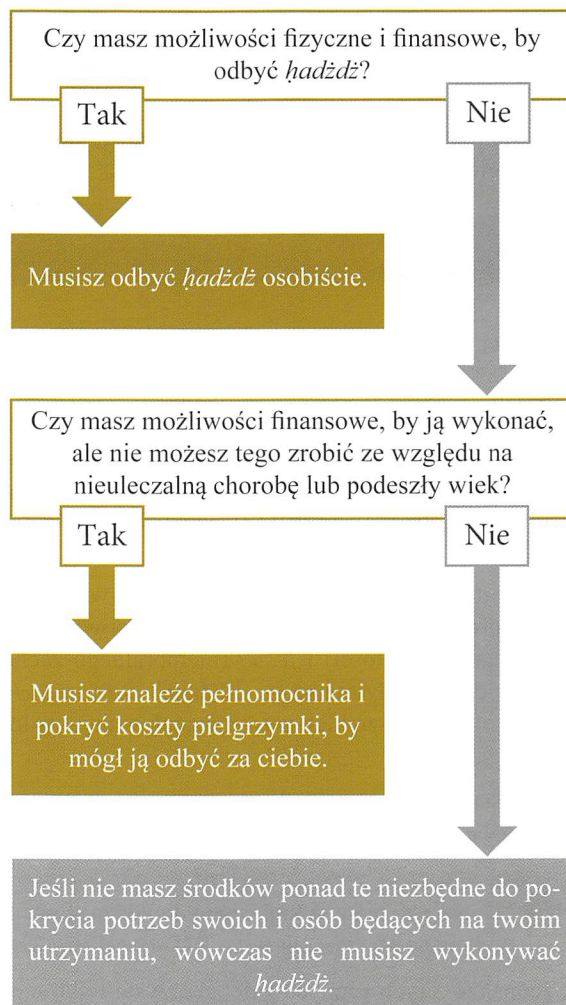 Czy masz możliwości fizyczne i finansowe, by
odbyć ḥadżdż?
Tak
Nie
Musisz odbyć ḥadżdż osobiście.
Czy masz możliwości finansowe, by ją wykonać,
ale nie możesz tego zrobić ze względu na
nieuleczalną chorobę lub podeszły wiek?
Tak
Nie
Musisz znaleźć pełnomocnika i
pokryć koszty pielgrzymki, by
mógł ją odbyć za ciebie.
Jeśli nie masz środków ponad te niezbędne do po-
krycia potrzeb swoich i osób będących na twoim
utrzymaniu, wówczas nie musisz wykonywać
ḥadżdż.